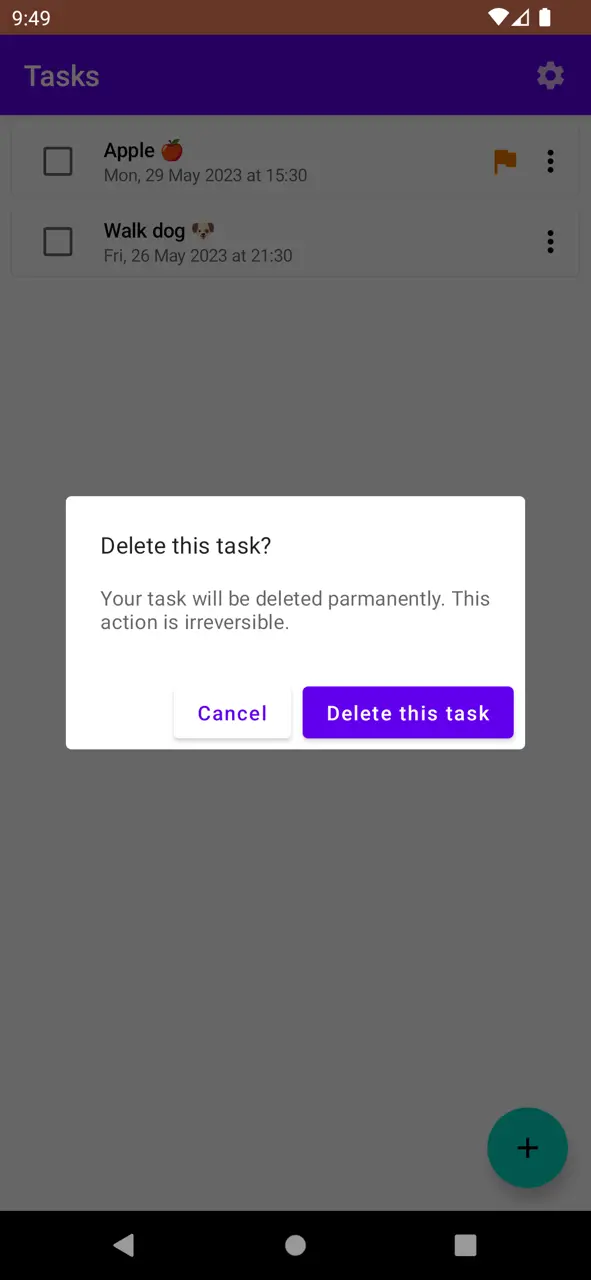 9:49
Tasks
Apple 🍎
Mon, 29 May 2023 at 15:30
Walk dog 🐶
Fri, 26 May 2023 at 21:30
Delete this task?
Your task will be deleted parmanently. This
action is irreversible.
Cancel
Delete this task